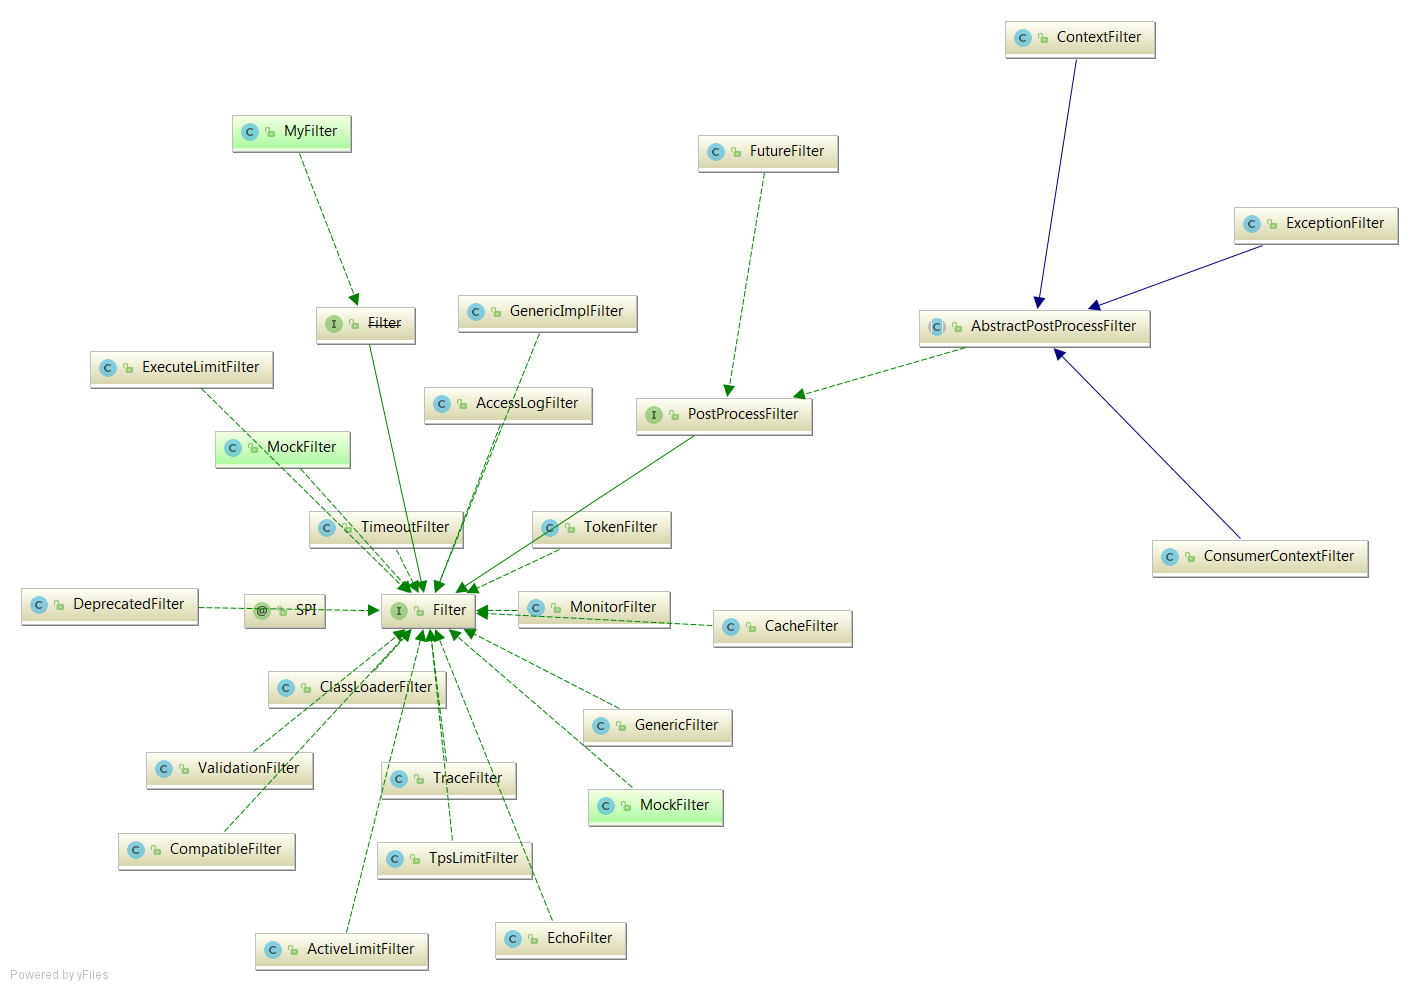 C ContextFilter
C MyFilter
C FutureFilter
C ExceptionFilter
C GenericImplFilter
I Filter
C AbstractPostProcessFilter
C ExecuteLimitFilter
C AccessLogFilter
I PostProcessFilter
C MockFilter
C TimeoutFilter
C TokenFilter
C ConsumerContextFilter
C DeprecatedFilter
@ SPI
I Filter
C MonitorFilter
C CacheFilter
C ClassLoaderFilter
C GenericFilter
C ValidationFilter
C TraceFilter
C MockFilter
C CompatibleFilter
C TpsLimitFilter
C ActiveLimitFilter
C EchoFilter
Powered by yFiles